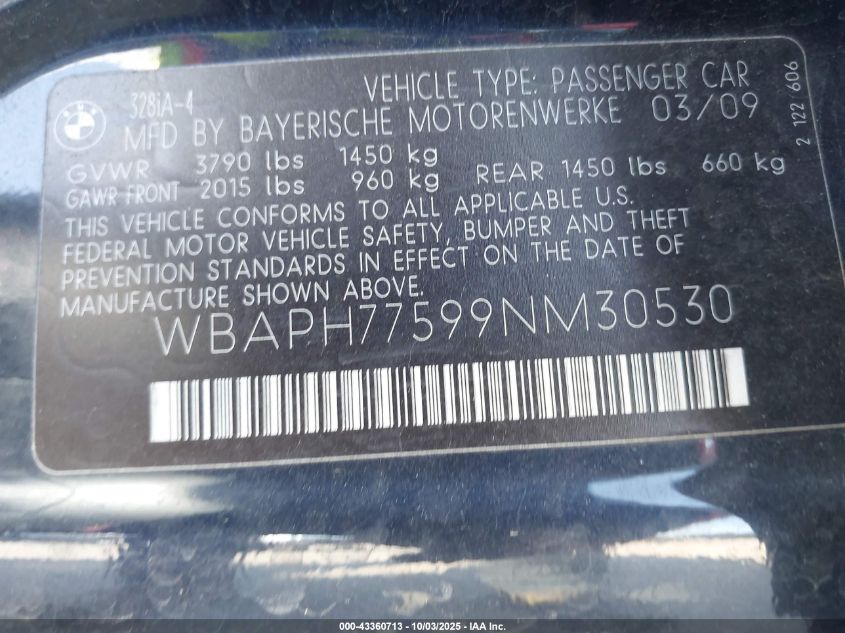 BMW
328iA-4
VEHICLE TYPE: PASSENGER CAR
MFD BY BAYERISCHE MOTORENWERKE 03/09
GVWR 3790 lbs 1450 kg
GAWR FRONT 2015 lbs 960 kg REAR 1450 lbs 660 kg
THIS VEHICLE CONFORMS TO ALL APPLICABLE U.S.
FEDERAL MOTOR VEHICLE SAFETY, BUMPER AND THEFT
PREVENTION STANDARDS IN EFFECT ON THE DATE OF
MANUFACTURE SHOWN ABOVE.
WBAPH77599NM30530
2 122 606
000-43360713 - 10/03/2025 - IAA Inc.